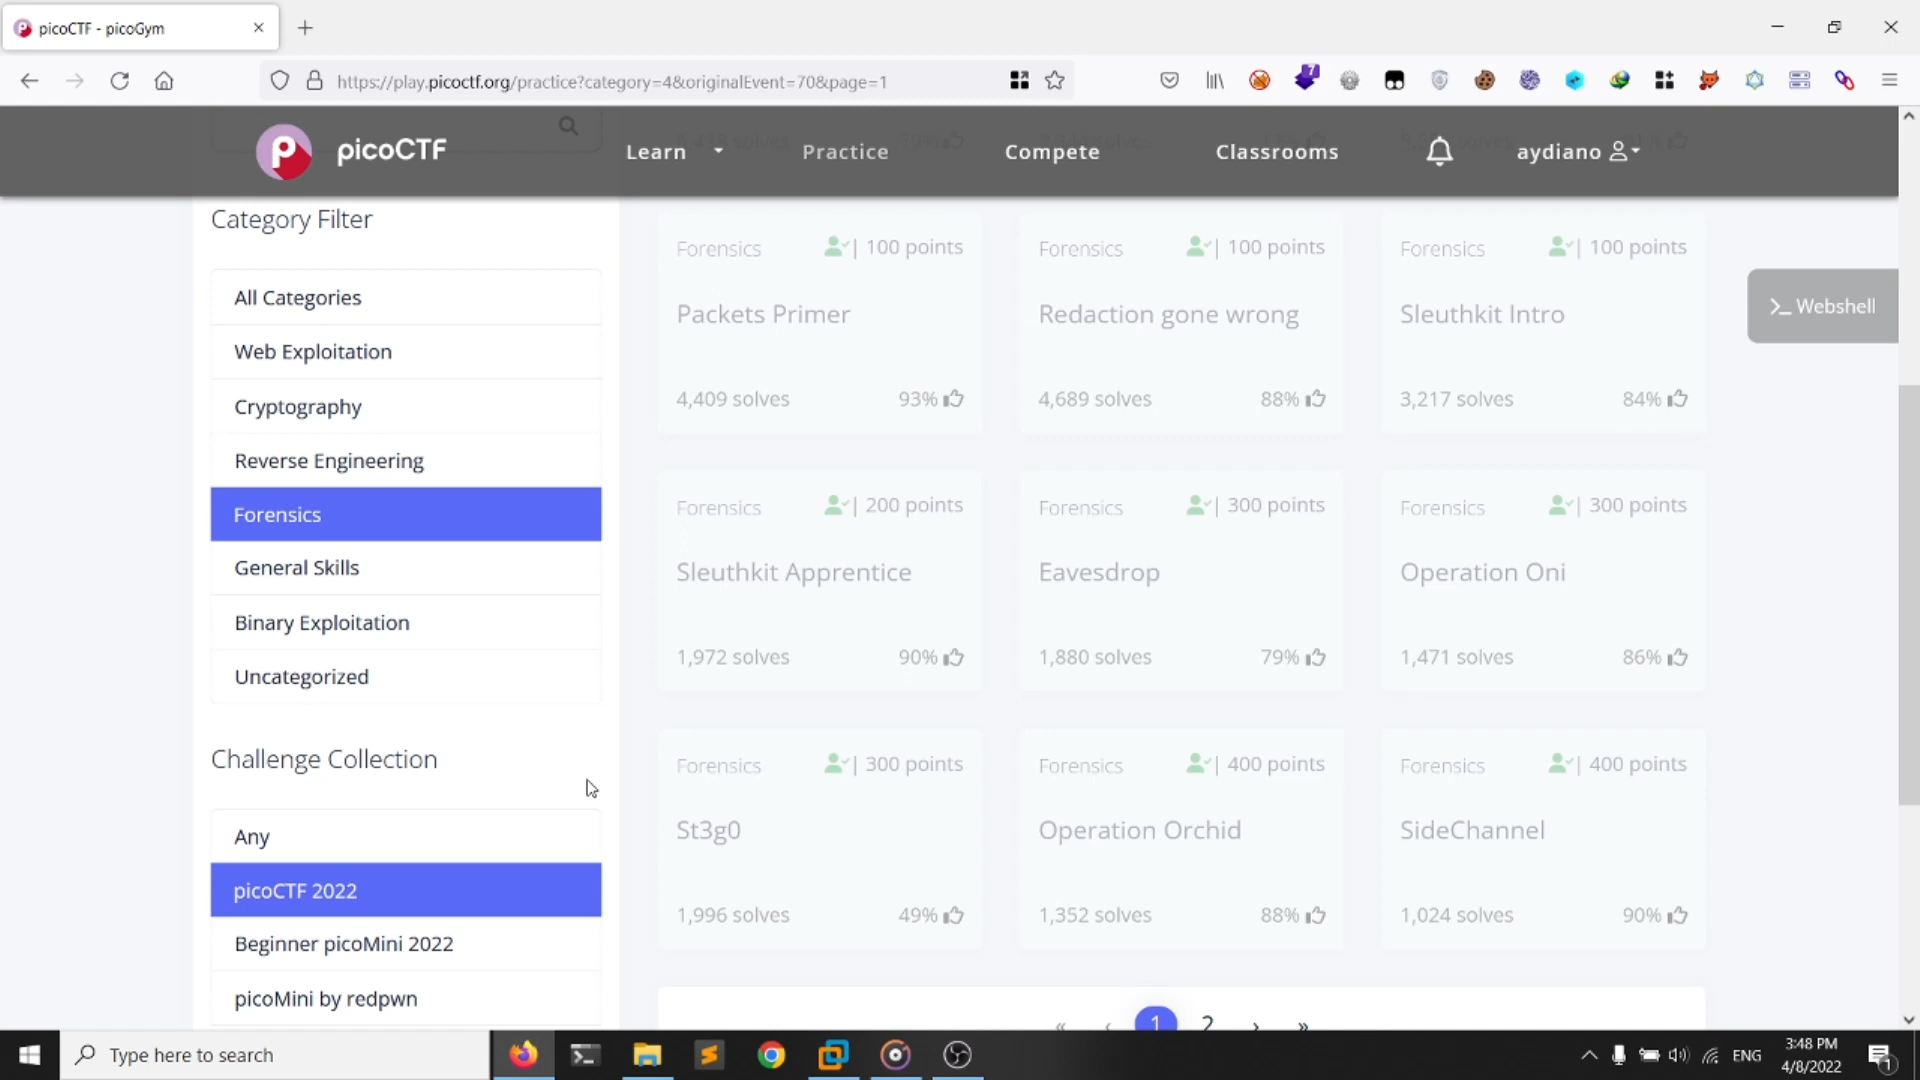 picoCTF - picoGym
https://play.picoctf.org/practice?category=4&originalEvent=70&page=1
7
picoCTF
Learn
Practice
Compete
Classrooms
aydiano
Category Filter
All Categories
Web Exploitation
Cryptography
Reverse Engineering
Forensics
General Skills
Binary Exploitation
Uncategorized
Challenge Collection
Any
picoCTF 2022
Beginner picoMini 2022
picoMini by redpwn
Forensics | 100 points
Packets Primer
4,409 solves 93%
Forensics | 100 points
Redaction gone wrong
4,689 solves 88%
Forensics | 100 points
Sleuthkit Intro
3,217 solves 84%
Forensics | 200 points
Sleuthkit Apprentice
1,972 solves 90%
Forensics | 300 points
Eavesdrop
1,880 solves 79%
Forensics | 300 points
Operation Oni
1,471 solves 86%
Forensics | 300 points
St3g0
1,996 solves 49%
Forensics | 400 points
Operation Orchid
1,352 solves 88%
Forensics | 400 points
SideChannel
1,024 solves 90%
« ‹ 1 2 › »
>_ Webshell
Type here to search
ENG
3:48 PM
4/8/2022
1